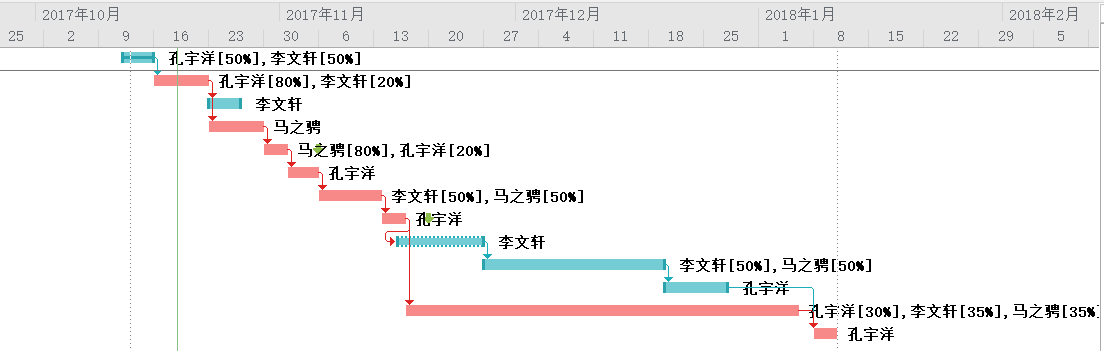 2017年10月 2017年11月 2017年12月 2018年1月 2018年2月
25 2 9 16 23 30 6 13 20 27 4 11 18 25 1 8 15 22 29 5
孔宇洋[50%],李文轩[50%]
孔宇洋[80%],李文轩[20%]
李文轩
马之骋
马之骋[80%],孔宇洋[20%]
孔宇洋
李文轩[50%],马之骋[50%]
孔宇洋
李文轩
李文轩[50%],马之骋[50%]
孔宇洋
孔宇洋[30%],李文轩[35%],马之骋[35%
孔宇洋